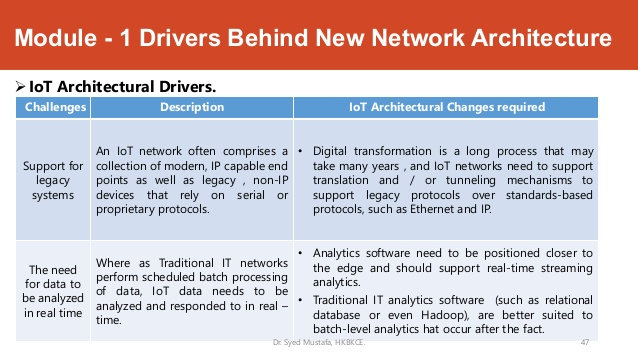 Module - 1 Drivers Behind New Network Architecture
➢IoT Architectural Drivers.
Challenges
Description
IoT Architectural Changes required
Support for
legacy
systems
An IoT network often comprises a
collection of modern, IP capable end
points as well as legacy , non-IP
devices that rely on serial or
proprietary protocols.
• Digital transformation is a long process that may
take many years , and IoT networks need to support
translation and / or tunneling mechanisms to
support legacy protocols over standards-based
protocols, such as Ethernet and IP.
The need
for data to
be analyzed
in real time
Where as Traditional IT networks
perform scheduled batch processing
of data, IoT data needs to be
analyzed and responded to in real –
time.
• Analytics software need to be positioned closer to
the edge and should support real-time streaming
analytics.
• Traditional IT analytics software (such as relational
database or even Hadoop), are better suited to
batch-level analytics hat occur after the fact.
Dr. Syed Mustafa, HKBKCE.
47